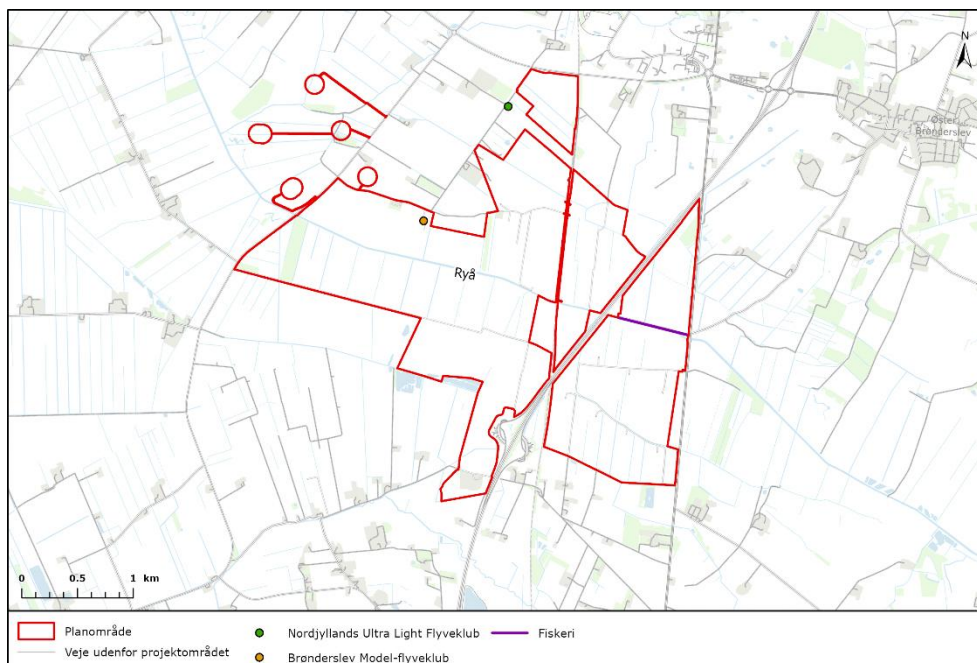 N
Øster
Brønderslev
Ryå
0 0.5 1 km
Planområde
Veje udenfor projektområdet
Nordjyllands Ultra Light Flyveklub
Brønderslev Model-flyveklub
Fiskeri